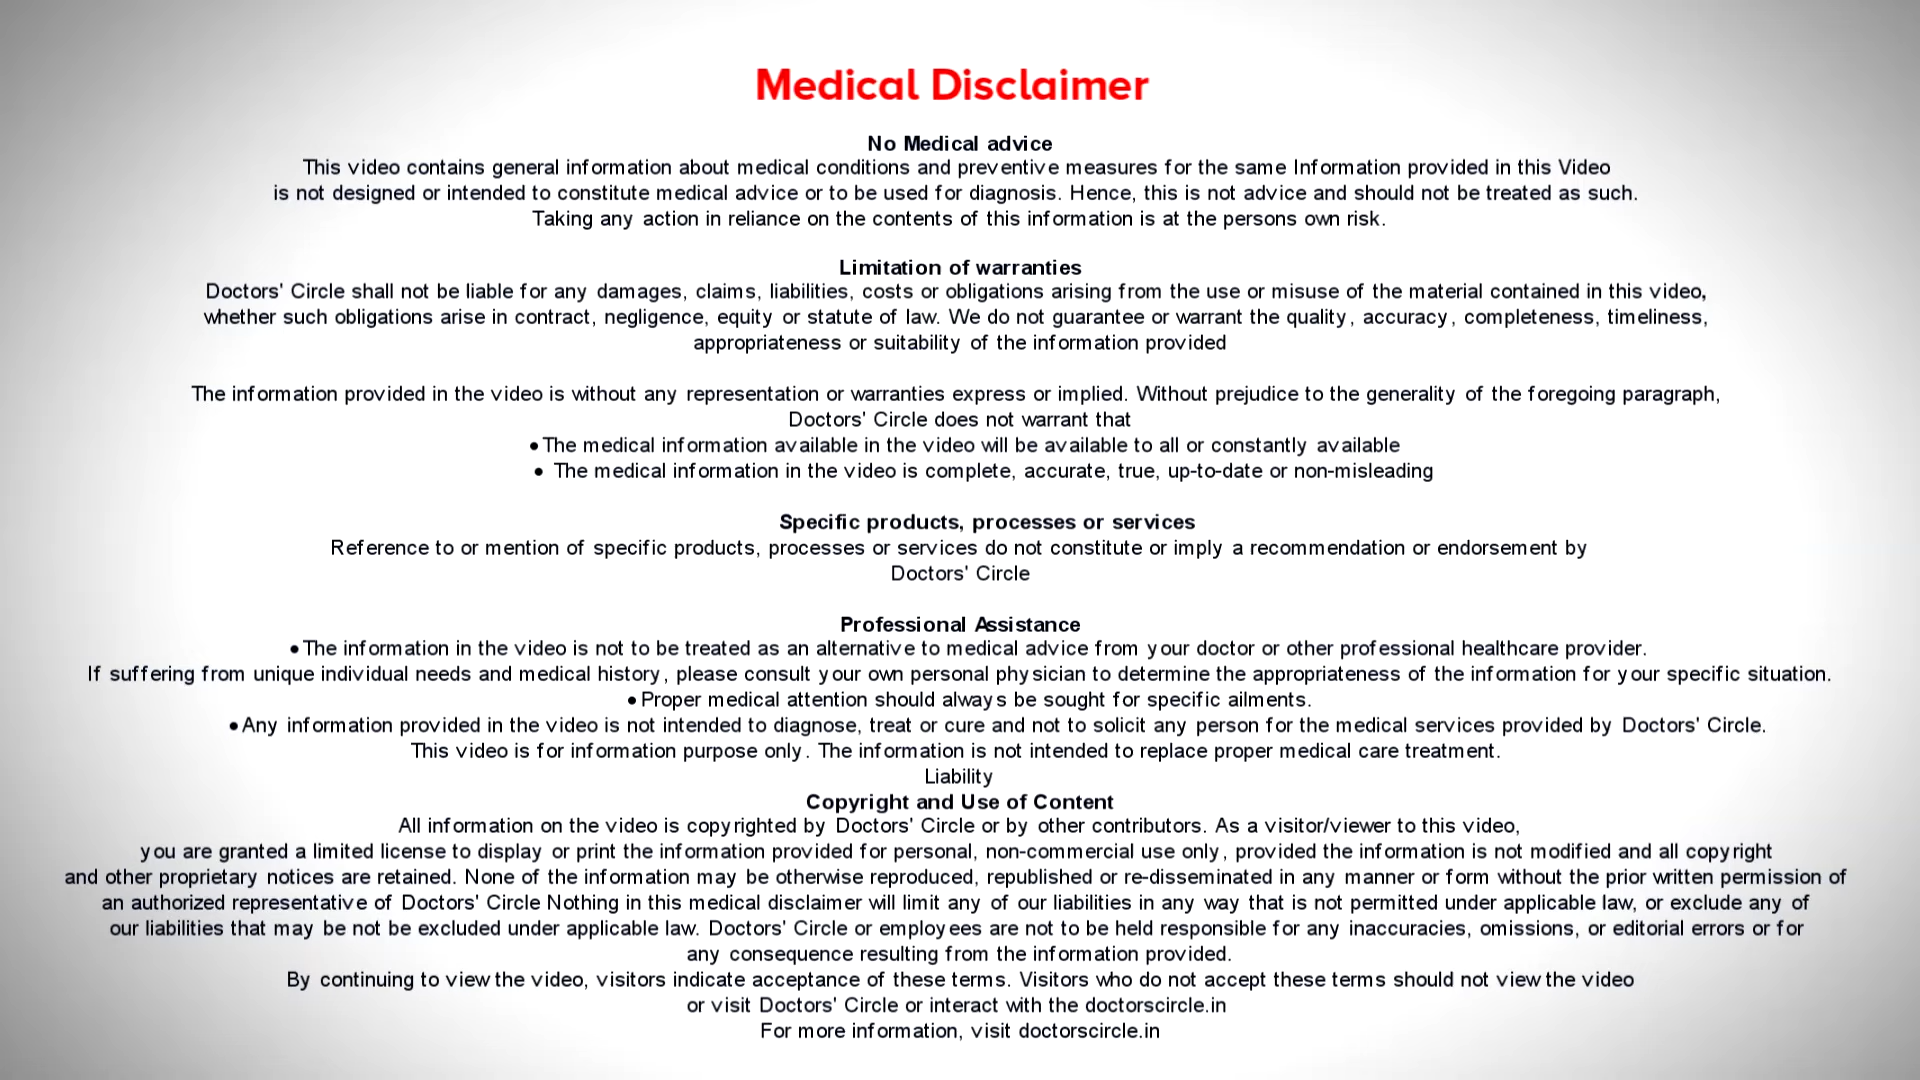 Medical Disclaimer
No Medical advice
This video contains general information about medical conditions and preventive measures for the same Information provided in this Video
is not designed or intended to constitute medical advice or to be used for diagnosis. Hence, this is not advice and should not be treated as such.
Taking any action in reliance on the contents of this information is at the persons own risk.
Limitation of warranties
Doctors' Circle shall not be liable for any damages, claims, liabilities, costs or obligations arising from the use or misuse of the material contained in this video,
whether such obligations arise in contract, negligence, equity or statute of law. We do not guarantee or warrant the quality, accuracy, completeness, timeliness,
appropriateness or suitability of the information provided
The information provided in the video is without any representation or warranties express or implied. Without prejudice to the generality of the foregoing paragraph,
Doctors' Circle does not warrant that
• The medical information available in the video will be available to all or constantly available
• The medical information in the video is complete, accurate, true, up-to-date or non-misleading
Specific products, processes or services
Reference to or mention of specific products, processes or services do not constitute or imply a recommendation or endorsement by
Doctors' Circle
Professional Assistance
• The information in the video is not to be treated as an alternative to medical advice from your doctor or other professional healthcare provider.
If suffering from unique individual needs and medical history, please consult your own personal physician to determine the appropriateness of the information for your specific situation.
• Proper medical attention should always be sought for specific ailments.
• Any information provided in the video is not intended to diagnose, treat or cure and not to solicit any person for the medical services provided by Doctors' Circle.
This video is for information purpose only. The information is not intended to replace proper medical care treatment.
Liability
Copyright and Use of Content
All information on the video is copyrighted by Doctors' Circle or by other contributors. As a visitor/viewer to this video,
you are granted a limited license to display or print the information provided for personal, non-commercial use only, provided the information is not modified and all copyright
and other proprietary notices are retained. None of the information may be otherwise reproduced, republished or re-disseminated in any manner or form without the prior written permission of
an authorized representative of Doctors' Circle Nothing in this medical disclaimer will limit any of our liabilities in any way that is not permitted under applicable law, or exclude any of
our liabilities that may be not be excluded under applicable law. Doctors' Circle or employees are not to be held responsible for any inaccuracies, omissions, or editorial errors or for
any consequence resulting from the information provided.
By continuing to view the video, visitors indicate acceptance of these terms. Visitors who do not accept these terms should not view the video
or visit Doctors' Circle or interact with the doctorscircle.in
For more information, visit doctorscircle.in